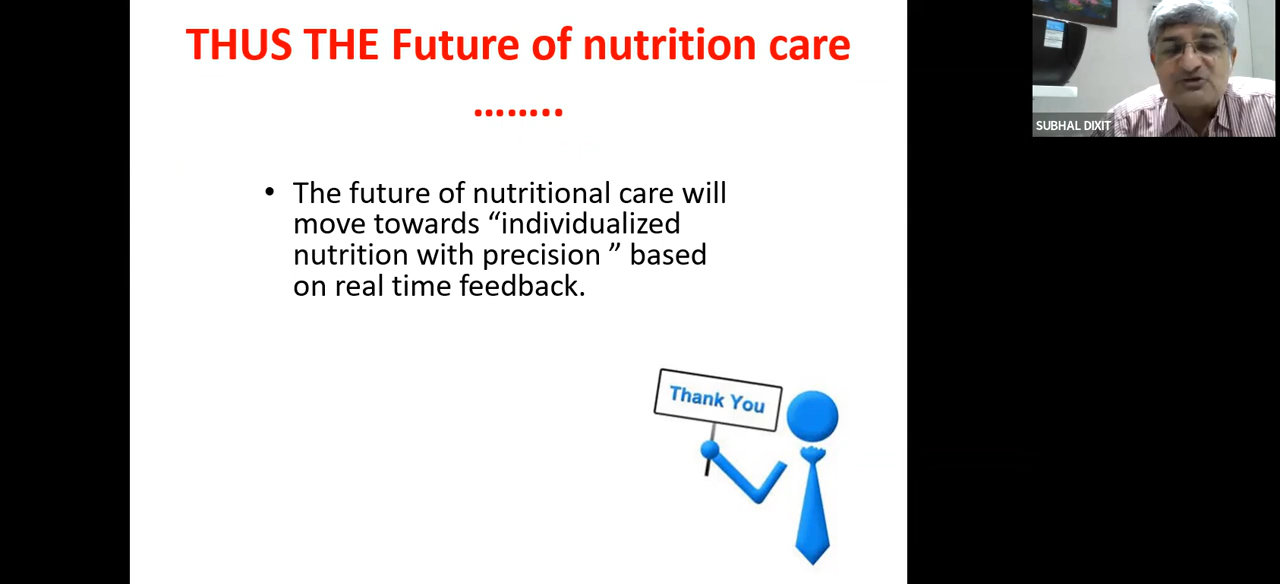 THUS THE Future of nutrition care
........
• The future of nutritional care will
move towards “individualized
nutrition with precision ” based
on real time feedback.
Thank You
SUBHAL DIXIT